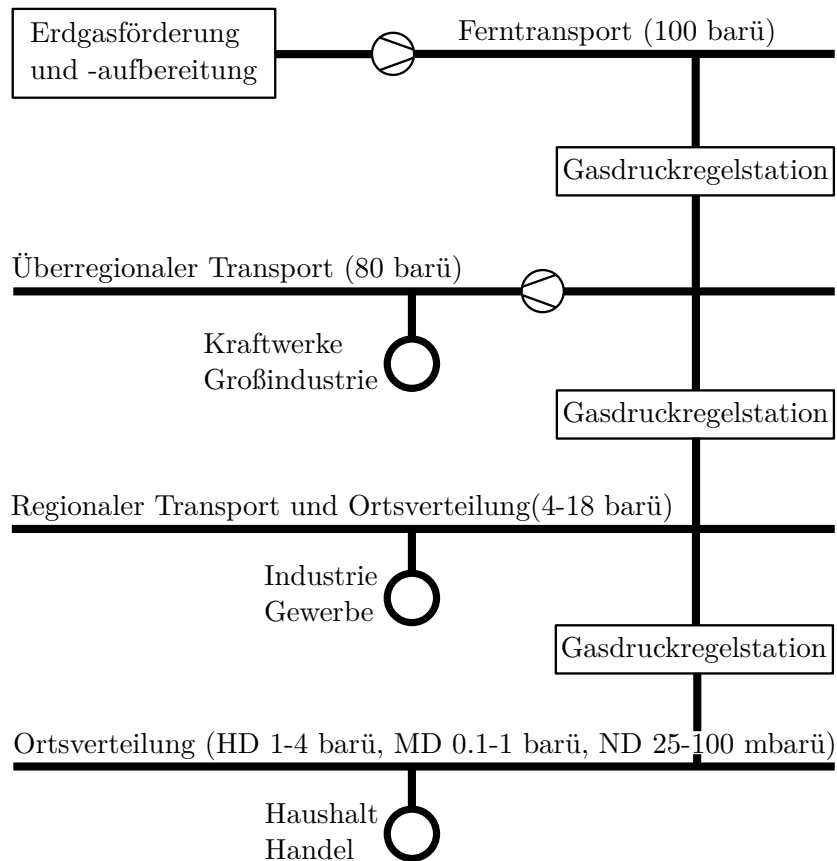 Erdgasförderung
und -aufbereitung
Ferntransport (100 barü)
Gasdruckregelstation
Überregionaler Transport (80 barü)
Kraftwerke
Großindustrie
Gasdruckregelstation
Regionaler Transport und Ortsverteilung(4-18 barü)
Industrie
Gewerbe
Gasdruckregelstation
Ortsverteilung (HD 1-4 barü, MD 0.1-1 barü, ND 25-100 mbarü)
Haushalt
Handel